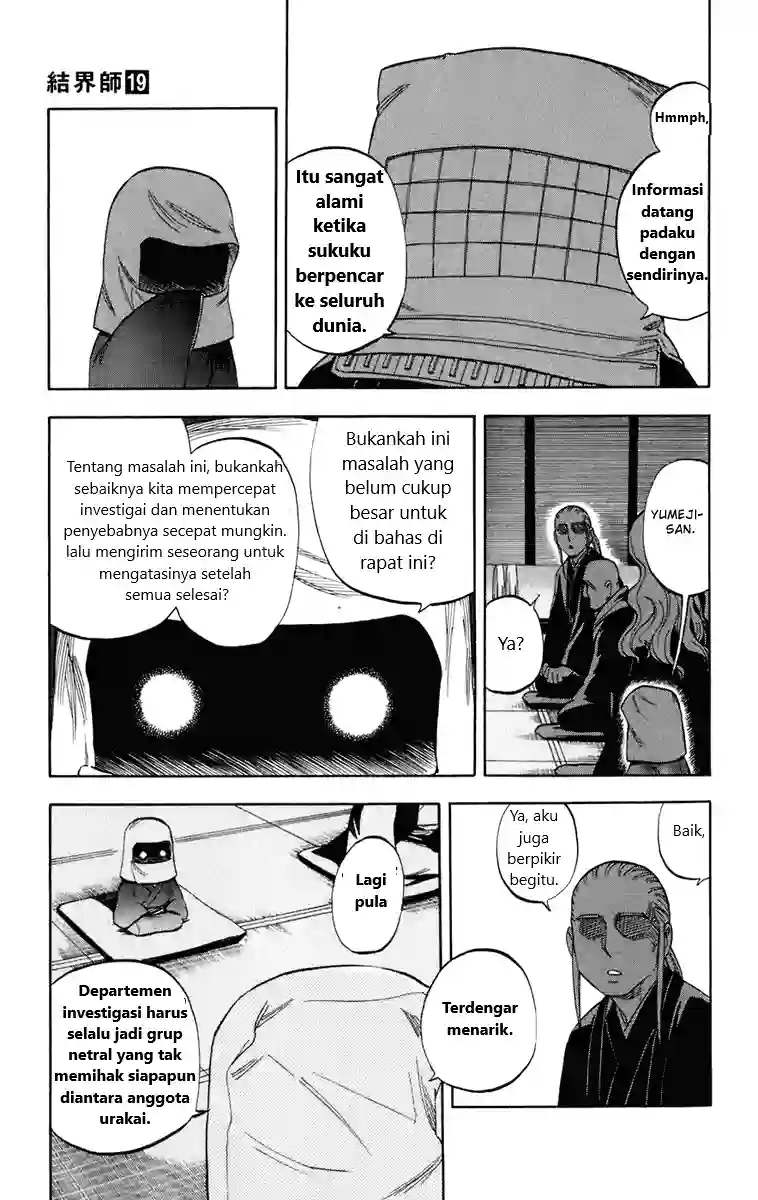 結界師19
Hmmph,
Informasi
datang
padaku
dengan
sendirinya.
Itu sangat
alami
ketika
sukuku
berpencar
ke seluruh
dunia.
YUMEJI-
SAN.
Ya?
Bukankah ini
masalah yang
belum cukup
besar untuk
di bahas di
rapat ini?
Tentang masalah ini, bukankah
sebaiknya kita mempercepat
investigai dan menentukan
penyebabnya secepat mungkin.
lalu mengirim seseorang untuk
mengatasinya setelah
semua selesai?
Baik,
Ya, aku
juga
berpikir
begitu.
Terdengar
menarik.
Lagi
pula
Departemen
investigasi harus
selalu jadi grup
netral yang tak
memihak siapapun
diantara anggota
urakai.